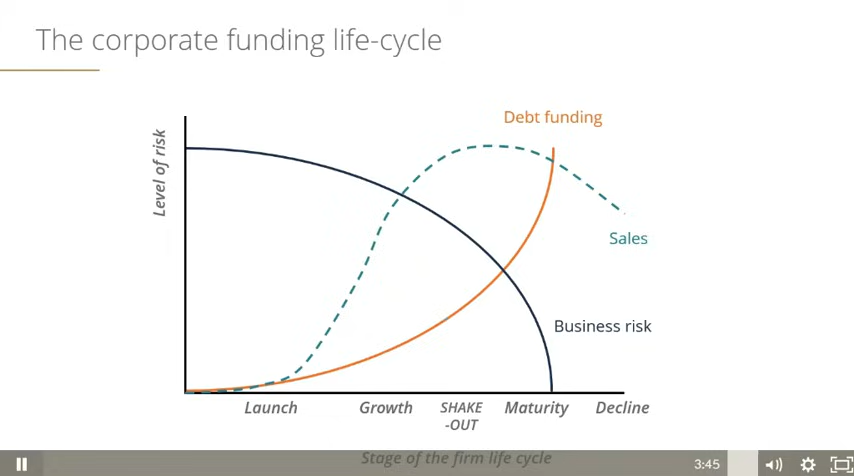 The corporate funding life-cycle
Debt funding
Level of risk
Sales
Business risk
Launch
Growth
SHAKE
-OUT
Maturity
Decline
Stage of the firm life cycle
3:45